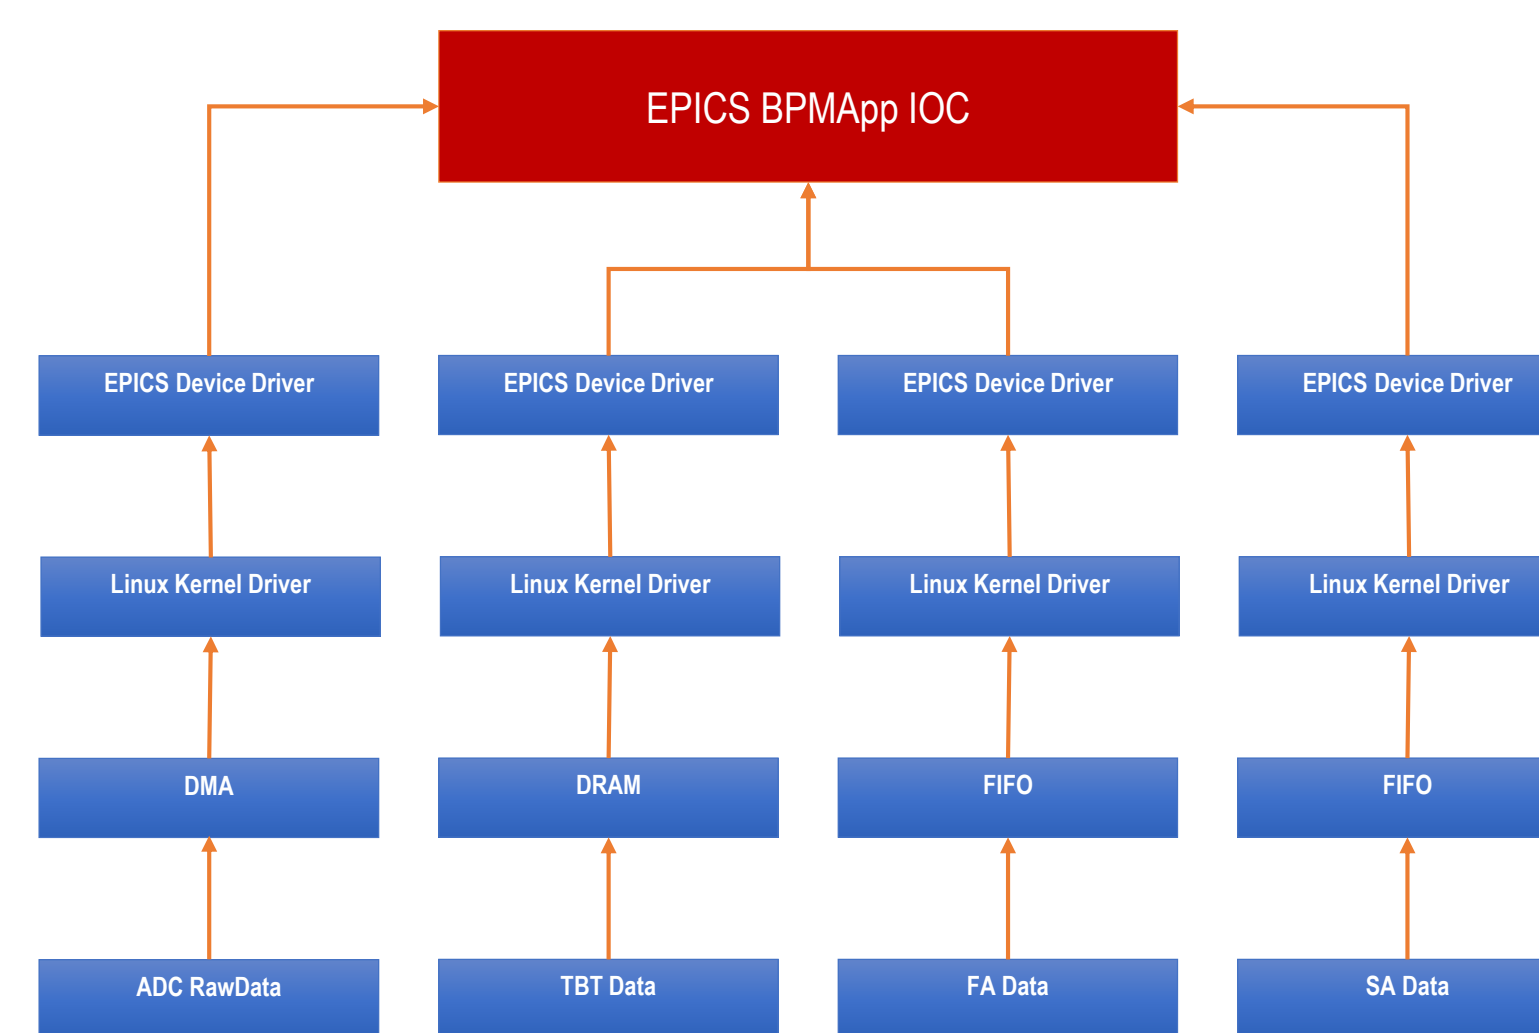 EPICS BPMApp IOC
EPICS Device Driver
EPICS Device Driver
EPICS Device Driver
EPICS Device Driver
Linux Kernel Driver
Linux Kernel Driver
Linux Kernel Driver
Linux Kernel Driver
DMA
DRAM
FIFO
FIFO
ADC RawData
TBT Data
FA Data
SA Data